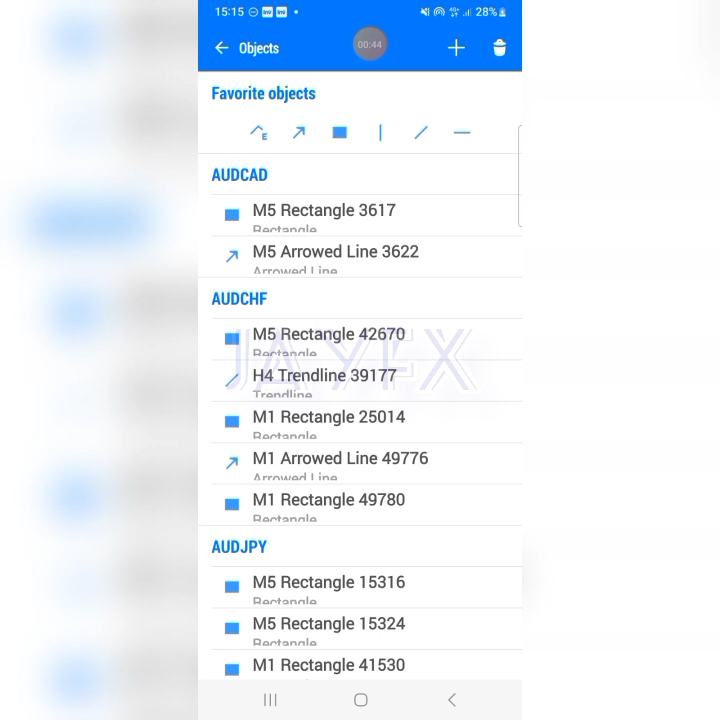 15:15
28%
Objects
00:44
Favorite objects
E
AUDCAD
M5 Rectangle 3617
Rectangle
M5 Arrowed Line 3622
Arrowed Line
AUDCHF
M5 Rectangle 42670
Rectangle
JAYFX
H4 Trendline 39177
Trendline
M1 Rectangle 25014
Rectangle
M1 Arrowed Line 49776
Arrowed Line
M1 Rectangle 49780
Rectangle
AUDJPY
M5 Rectangle 15316
Rectangle
M5 Rectangle 15324
Rectangle
M1 Rectangle 41530